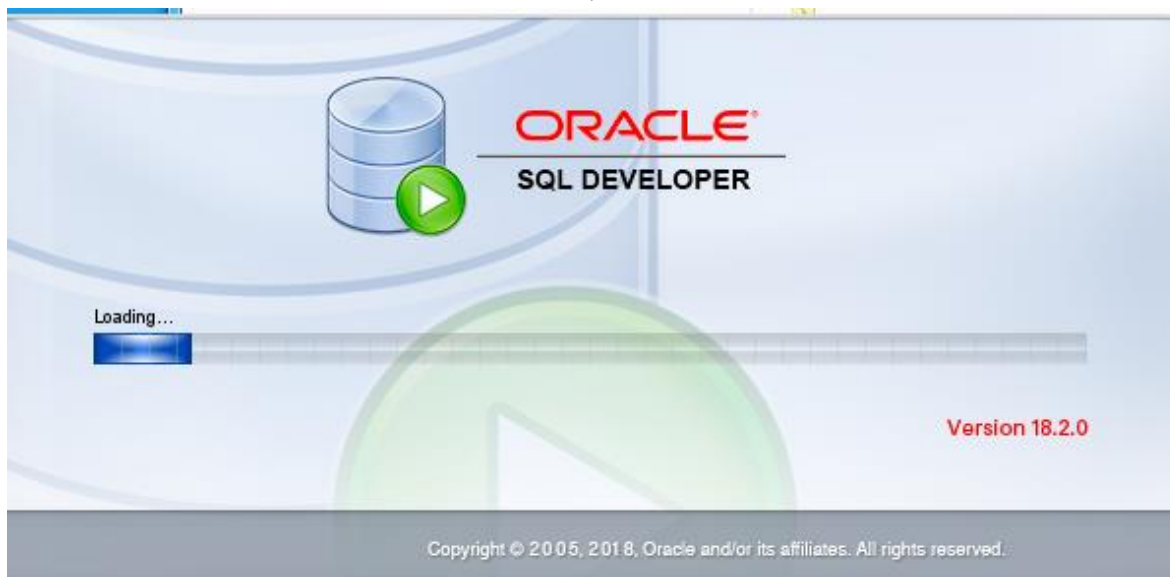 ORACLE®
SQL DEVELOPER
Loading...
Version 18.2.0
Copyright © 2005, 2018, Oracle and/or its affiliates. All rights reserved.